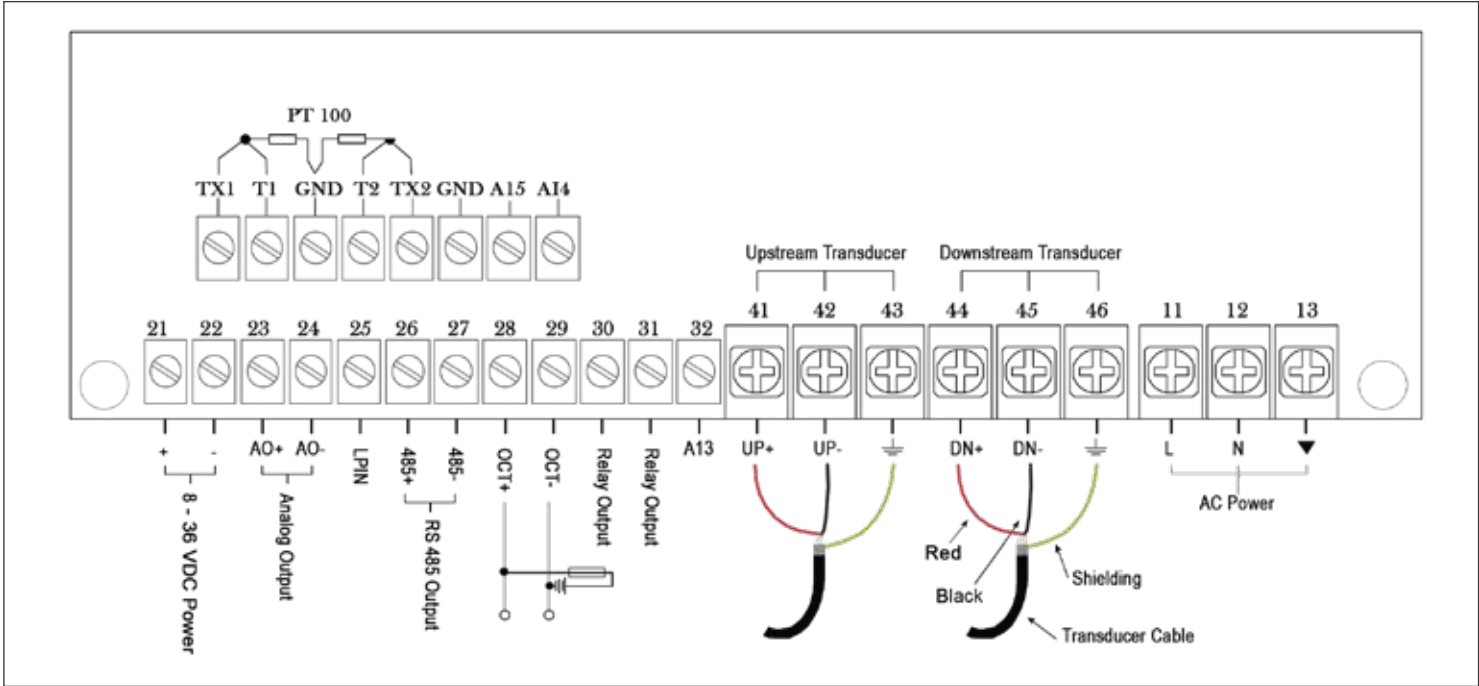 PT 100
TX1 T1 GND T2 TX2 GND A15 AI4
Upstream Transducer
Downstream Transducer
21 22 23 24 25 26 27 28 29 30 31 32 41 42 43 44 45 46 11 12 13
+ - AO+ AO- LPIN 485+ 485- OCT+ OCT- Relay Output Relay Output A13 UP+ UP- DN+ DN- L N
8 - 36 VDC Power
Analog Output
RS 485 Output
AC Power
Red
Black
Shielding
Transducer Cable